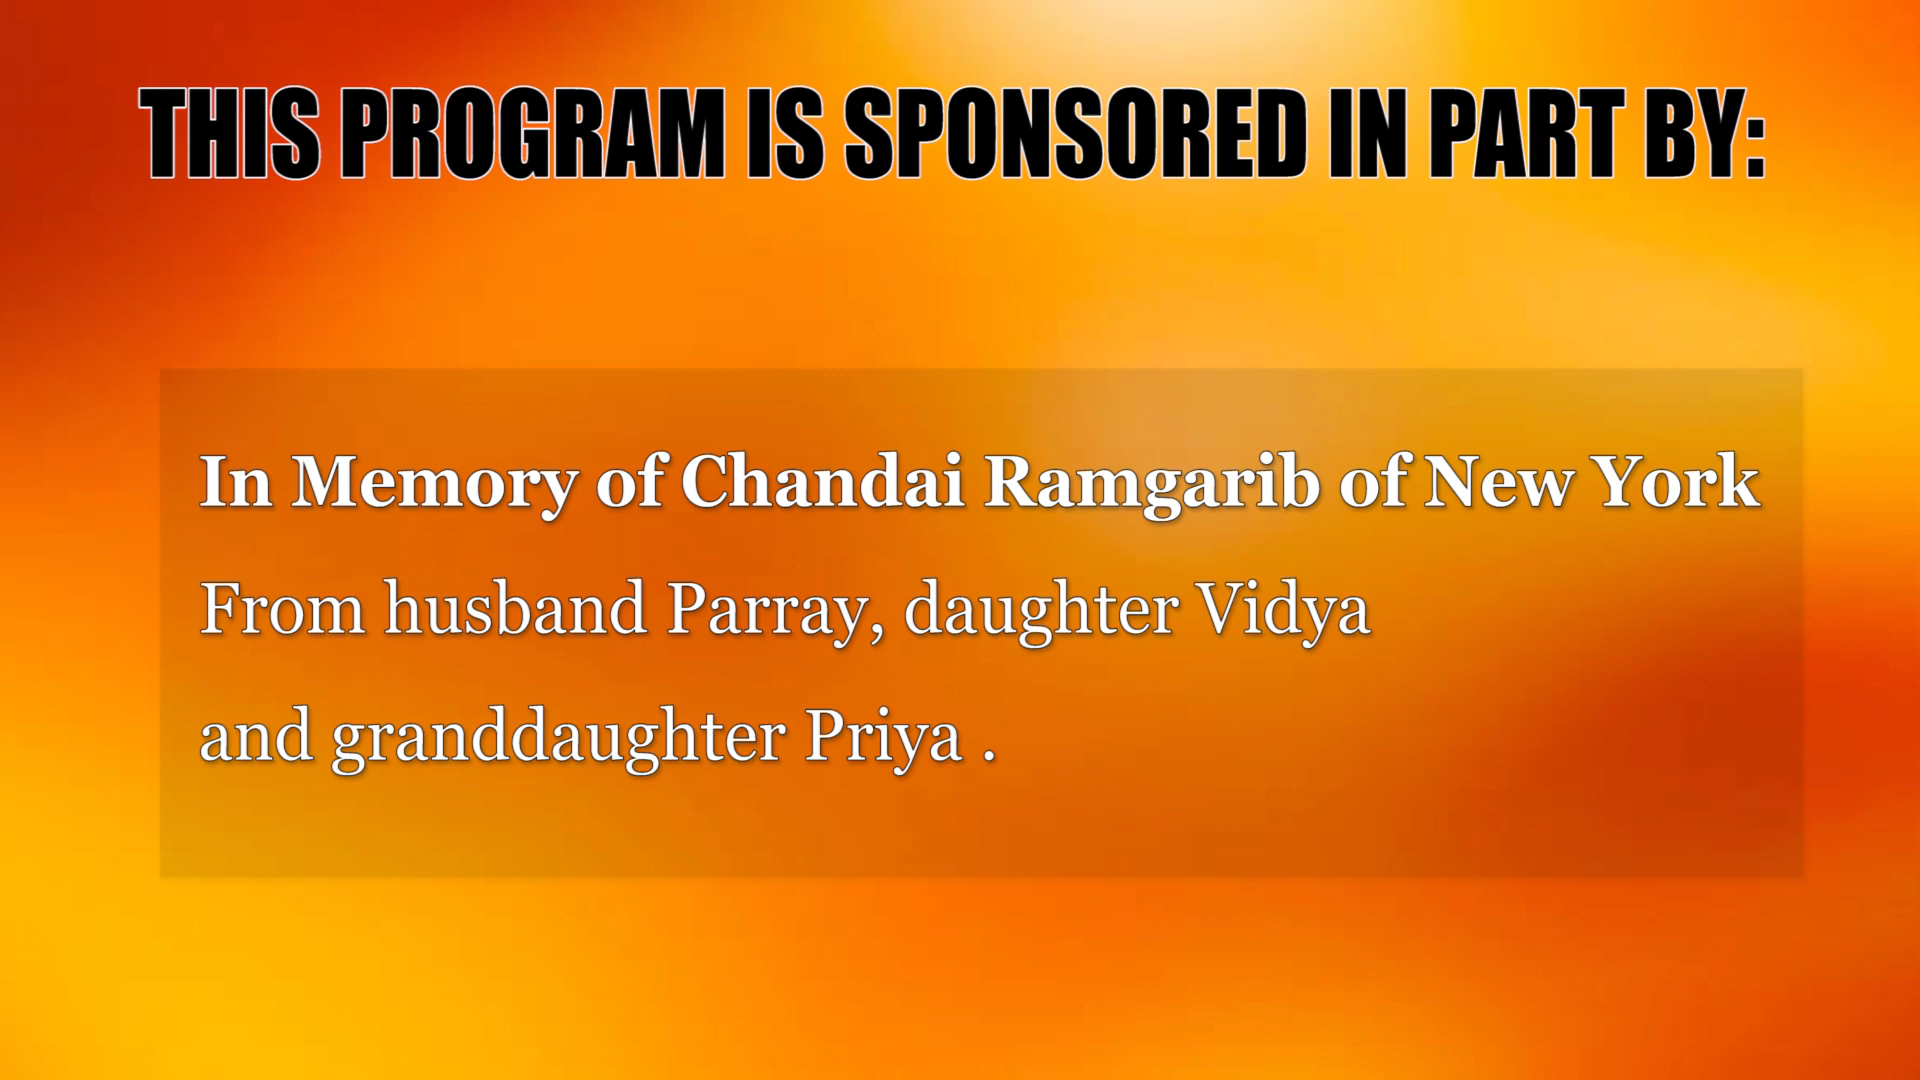 THIS PROGRAM IS SPONSORED IN PART BY:
In Memory of Chandai Ramgarib of New York
From husband Parray, daughter Vidya
and granddaughter Priya .